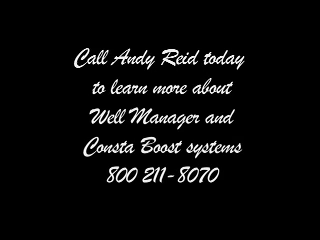 Call Andy Reid today
to learn more about
Well Manager and
Consta Boost systems
800 211-8070